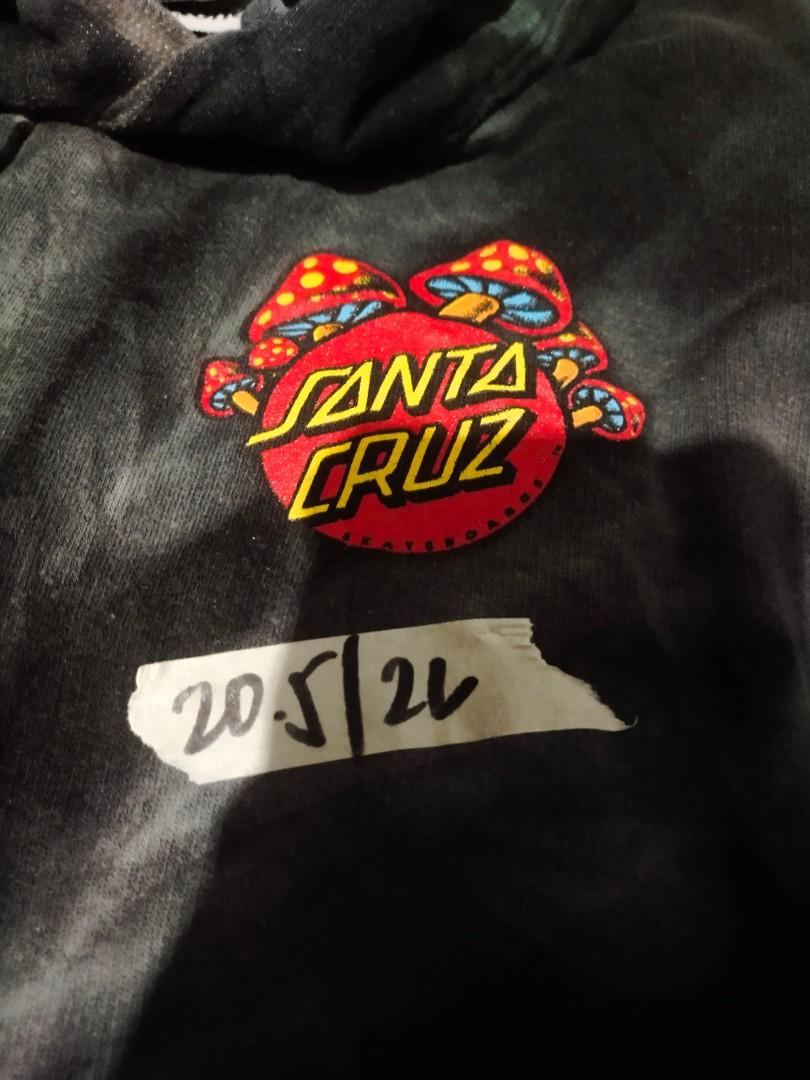 SANTA
CRUZ
SKATEBOARDS
20.5/26